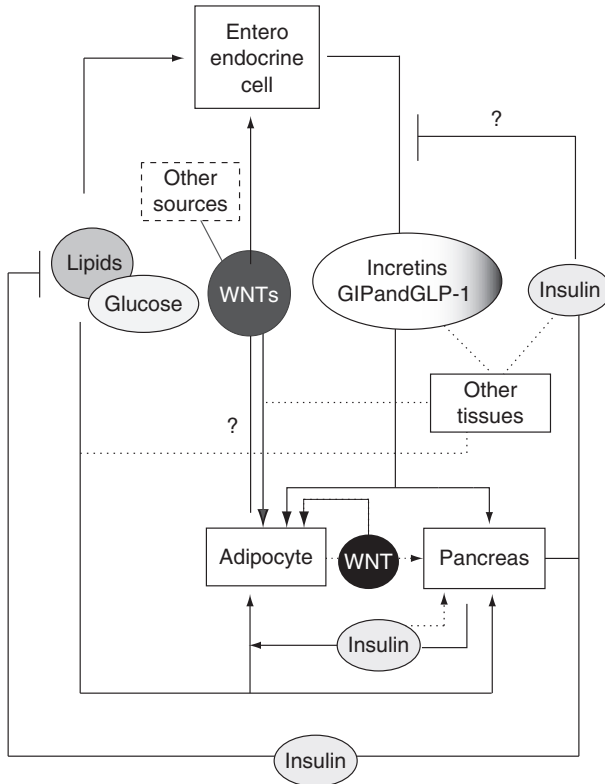 Entero
endocrine
cell
?
Other
sources
Lipids
Glucose
WNTs
Incretins
GIPandGLP-1
Insulin
Other
tissues
?
Adipocyte
WNT
Pancreas
Insulin
Insulin